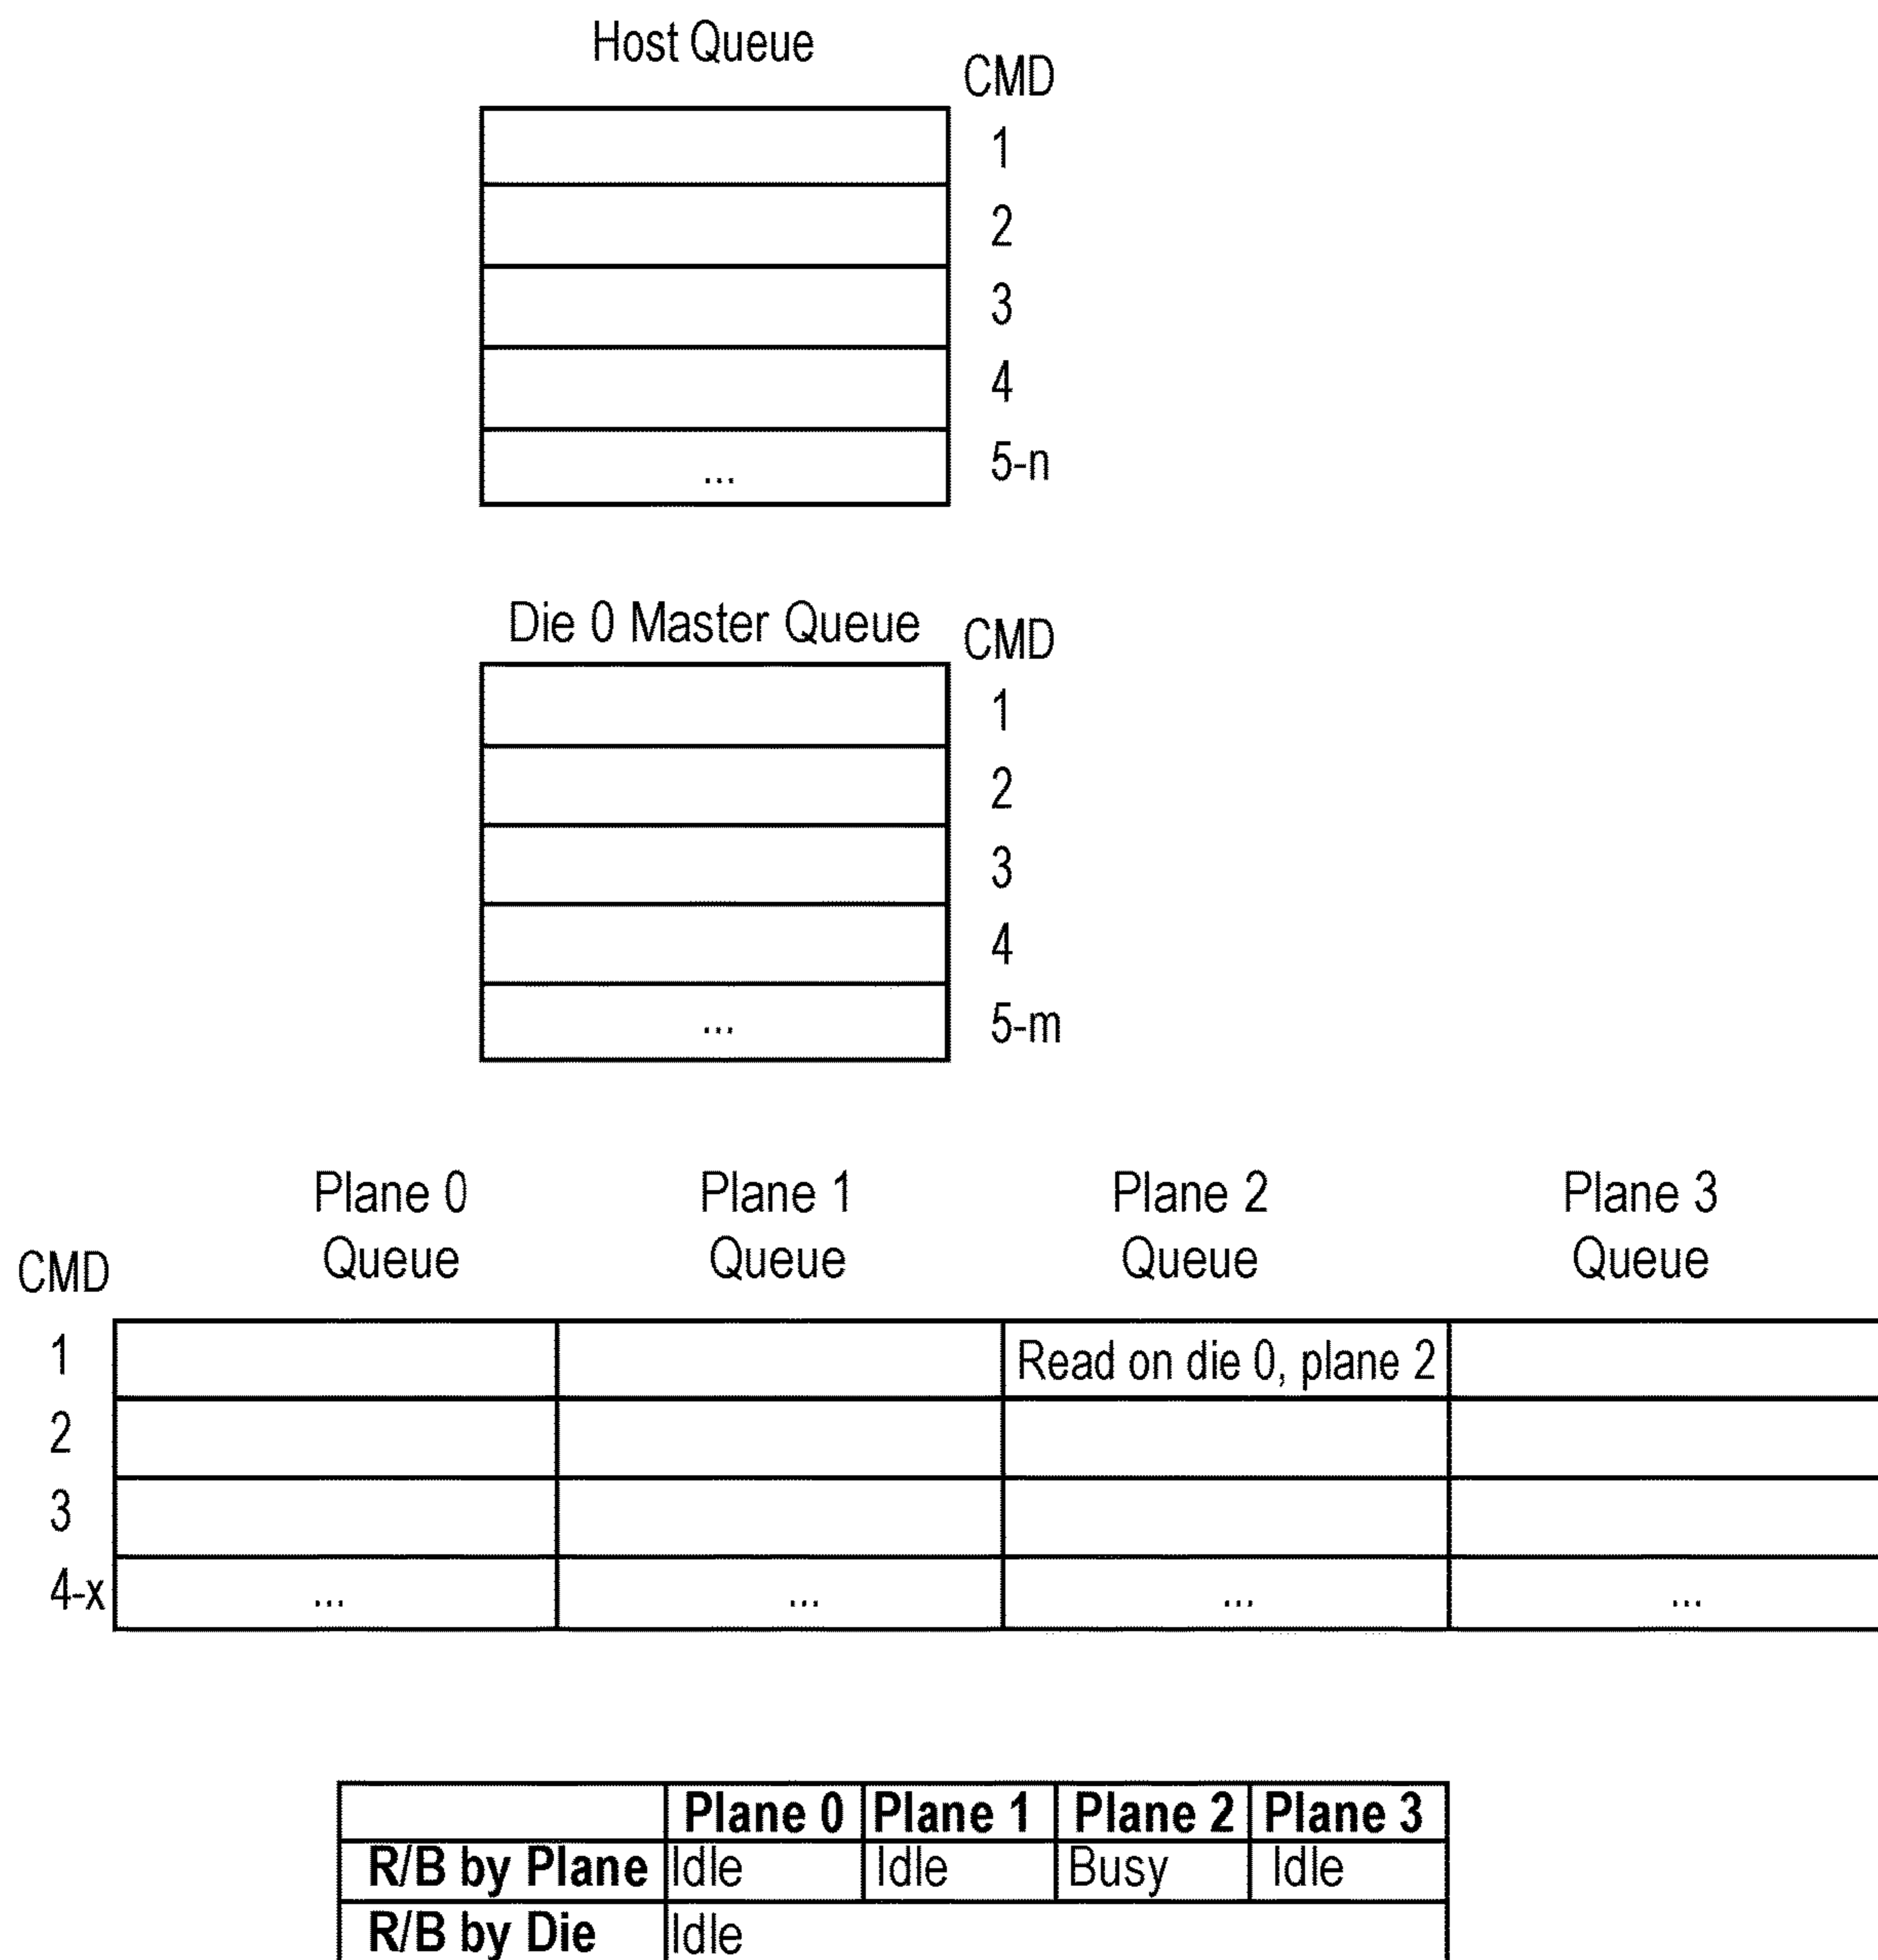 Host Queue
CMD
1
2
3
4
... 5-n
Die 0 Master Queue
CMD
1
2
3
4
... 5-m
Plane 0 Queue
Plane 1 Queue
Plane 2 Queue
Plane 3 Queue
CMD
1 Read on die 0, plane 2
2
3
4-x ... ... ... ...
Plane 0 Plane 1 Plane 2 Plane 3
R/B by Plane Idle Idle Busy Idle
R/B by Die Idle